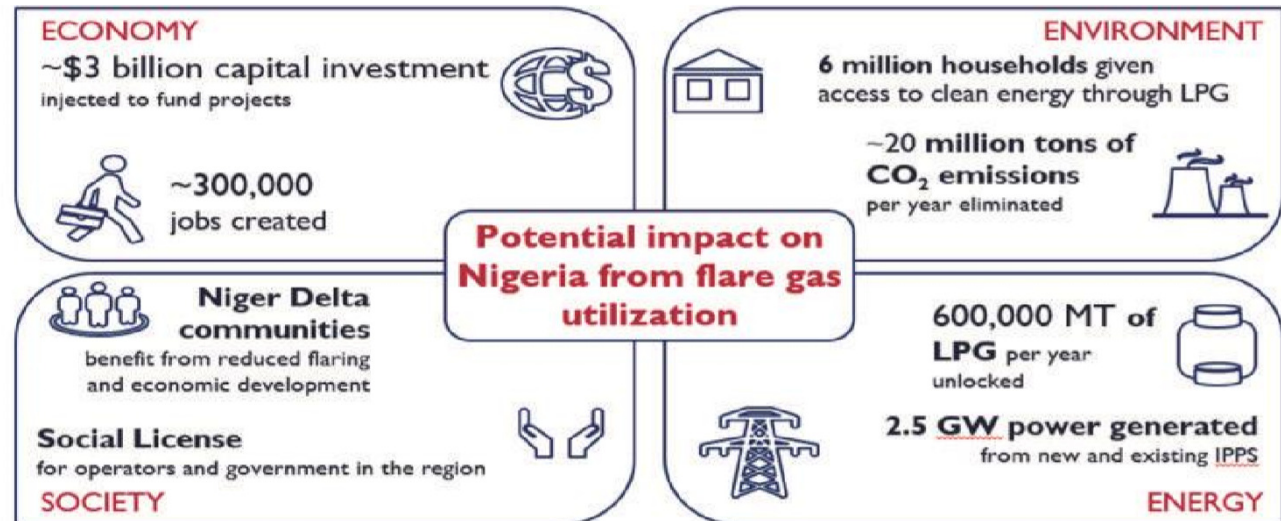 ECONOMY
~$3 billion capital investment
injected to fund projects
~300,000
jobs created
ENVIRONMENT
6 million households given
access to clean energy through LPG
~20 million tons of
CO₂ emissions
per year eliminated
Potential impact on
Nigeria from flare gas
utilization
Niger Delta
communities
benefit from reduced flaring
and economic development
Social License
for operators and government in the region
SOCIETY
600,000 MT of
LPG per year
unlocked
2.5 GW power generated
from new and existing IPPS
ENERGY